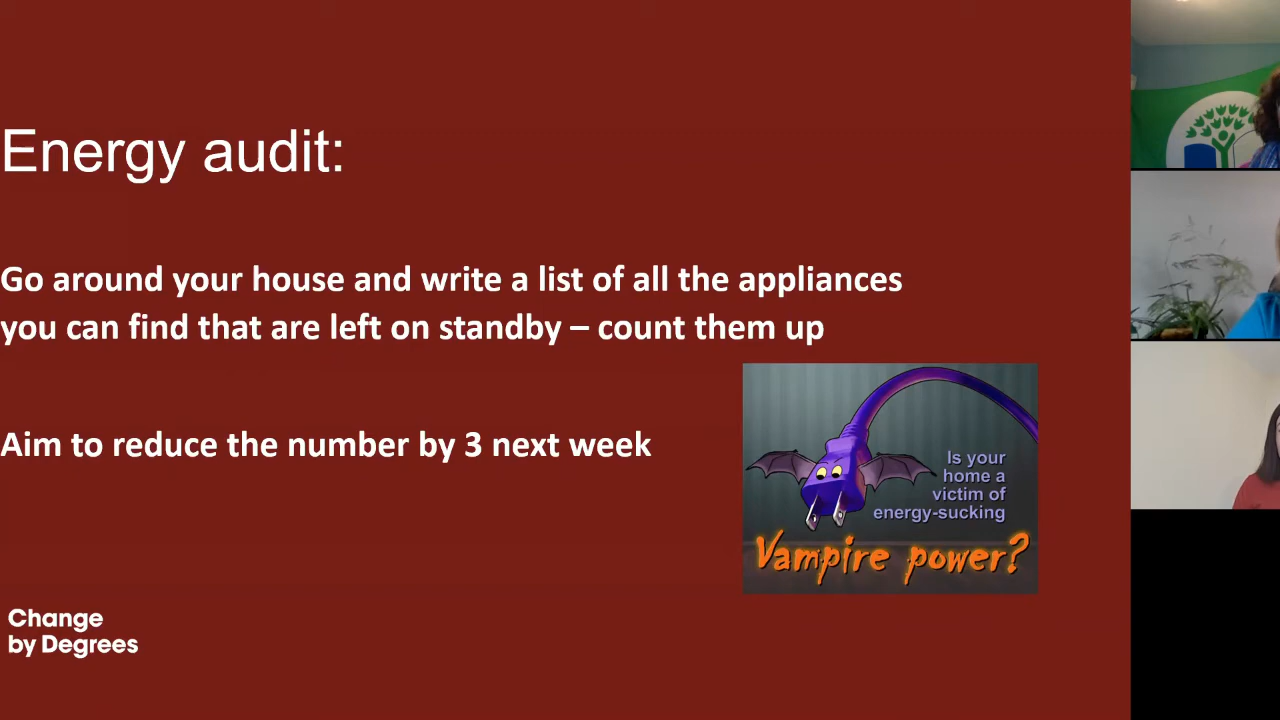 Energy audit:
Go around your house and write a list of all the appliances
you can find that are left on standby – count them up
Aim to reduce the number by 3 next week
Is your
home a
victim of
energy-sucking
Vampire power?
Change
by Degrees